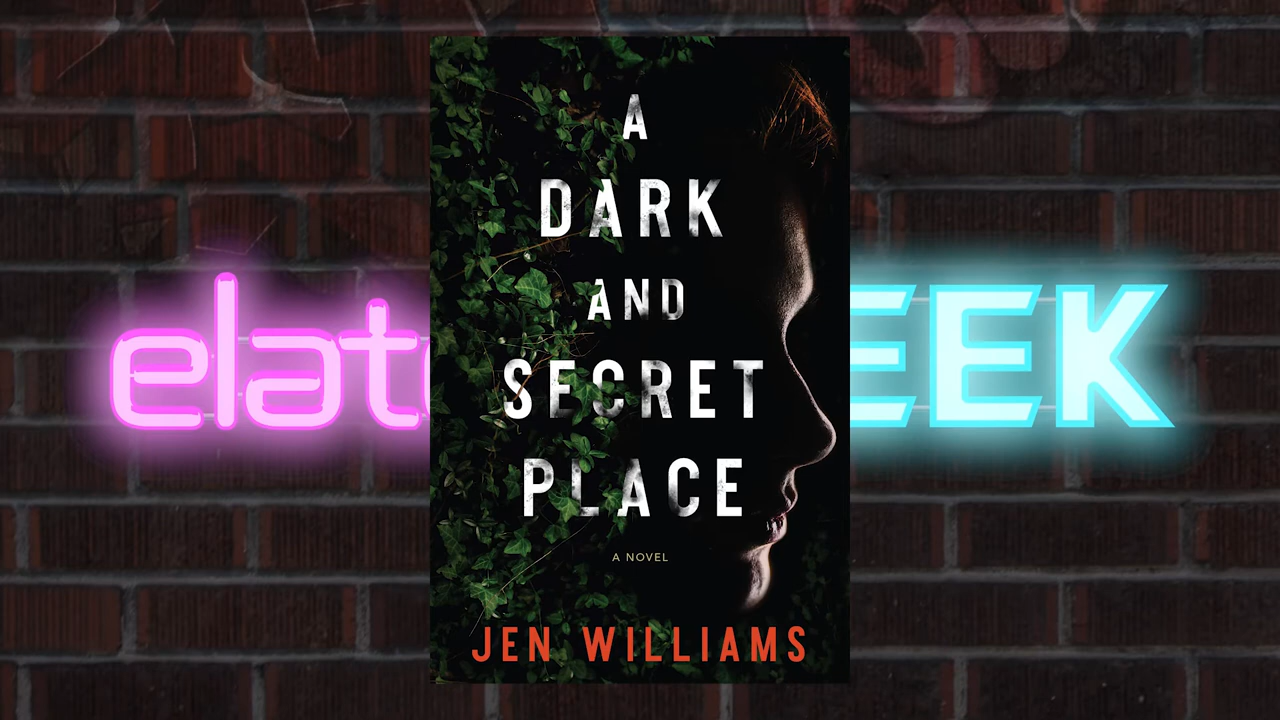 A
DARK
AND
SECRET
PLACE
A NOVEL
JEN WILLIAMS